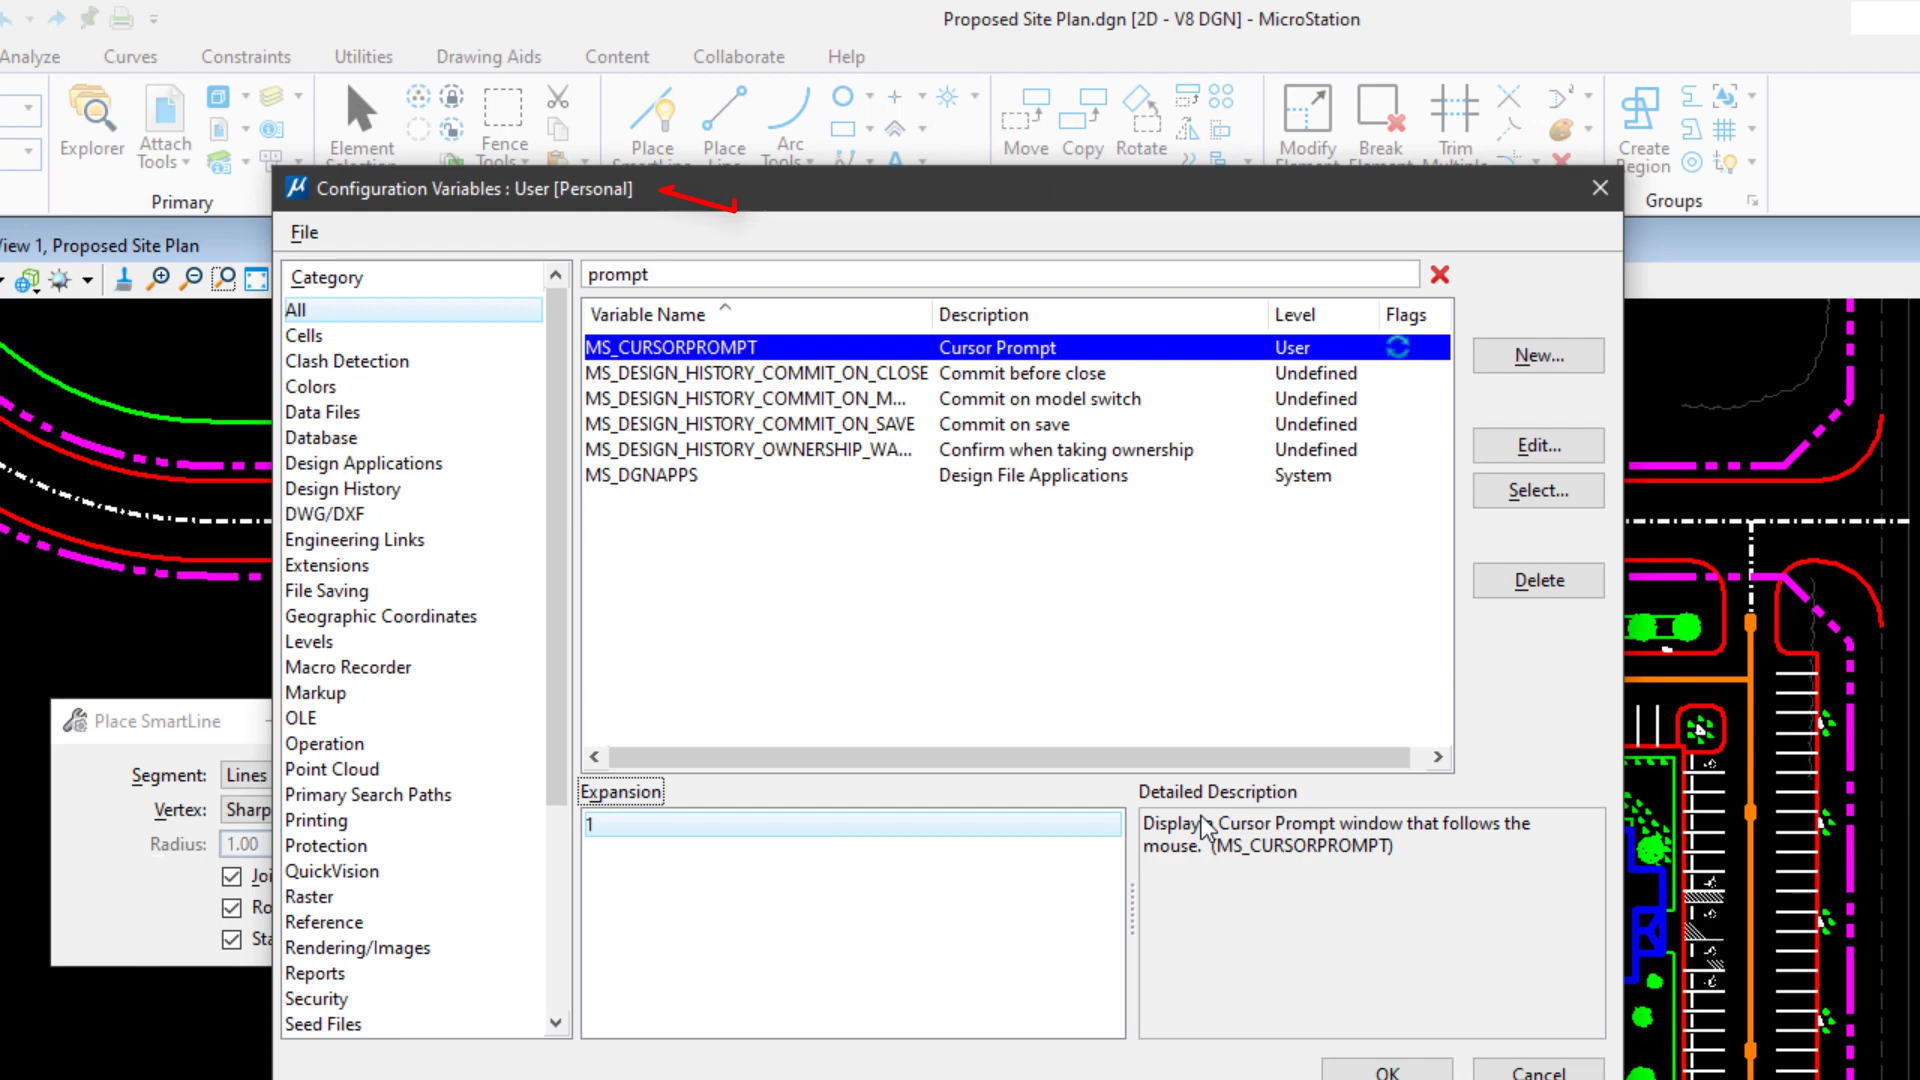 Proposed Site Plan.dgn [2D - V8 DGN] - MicroStation
Analyze
Curves
Constraints
Utilities
Drawing Aids
Content
Collaborate
Help
Explorer
Attach Tools
Element
Fence Tools
Place
Place
Arc Tools
Move
Copy
Rotate
Modify
Break
Trim
Create Region
Primary
Groups
View 1, Proposed Site Plan
Configuration Variables : User [Personal]
File
Category
All
Cells
Clash Detection
Colors
Data Files
Database
Design Applications
Design History
DWG/DXF
Engineering Links
Extensions
File Saving
Geographic Coordinates
Levels
Macro Recorder
Markup
OLE
Operation
Point Cloud
Primary Search Paths
Printing
Protection
QuickVision
Raster
Reference
Rendering/Images
Reports
Security
Seed Files
prompt
Variable Name Description Level Flags
MS_CURSORPROMPT Cursor Prompt User
MS_DESIGN_HISTORY_COMMIT_ON_CLOSE Commit before close Undefined
MS_DESIGN_HISTORY_COMMIT_ON_M... Commit on model switch Undefined
MS_DESIGN_HISTORY_COMMIT_ON_SAVE Commit on save Undefined
MS_DESIGN_HISTORY_OWNERSHIP_WA... Confirm when taking ownership Undefined
MS_DGNAPPS Design File Applications System
New...
Edit...
Select...
Delete
Expansion
1
Detailed Description
Display a Cursor Prompt window that follows the
mouse. (MS_CURSORPROMPT)
OK
Cancel
Place SmartLine
Segment: Lines
Vertex: Sharp
Radius: 1.00
Joi
Ro
Sta